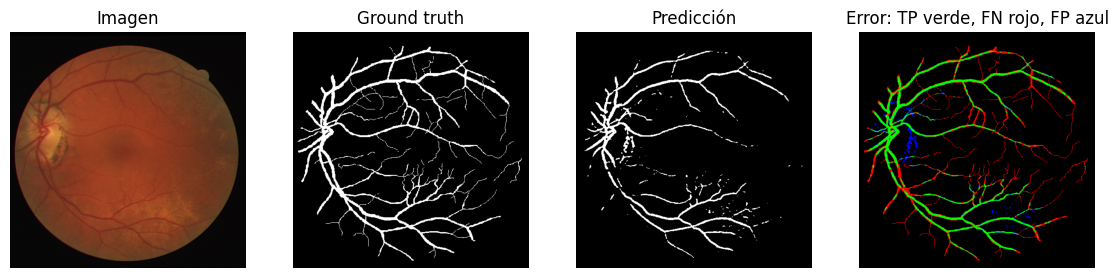 Imagen
Ground truth
Predicción
Error: TP verde, FN rojo, FP azul